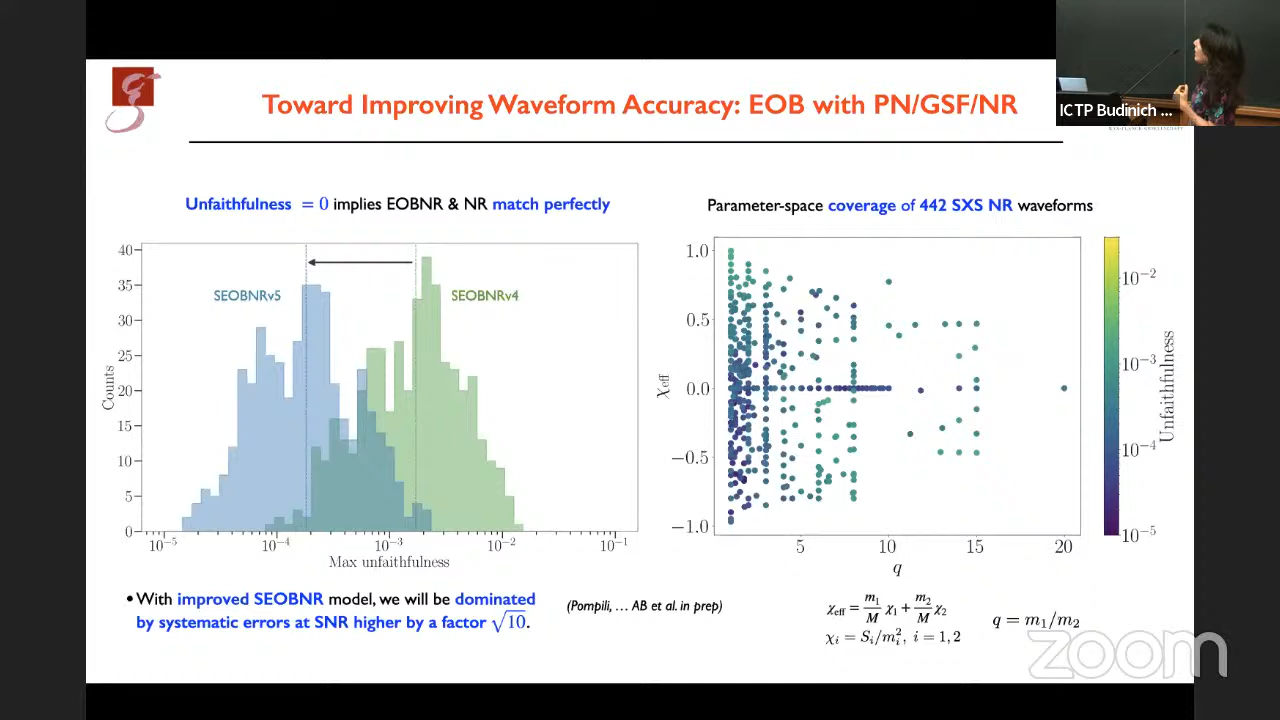 Toward Improving Waveform Accuracy: EOB with PN/GSF/NR
ICTP Budinich ...
Unfaithfulness = 0 implies EOBNR & NR match perfectly
Parameter-space coverage of 442 SXS NR waveforms
40
35
30
25
20
15
10
5
0
Counts
SEOBNRv5
SEOBNRv4
10⁻⁵
10⁻⁴
10⁻³
10⁻²
10⁻¹
Max unfaithfulness
1.0
0.5
0.0
−0.5
−1.0
χeff
5
10
15
20
q
10⁻²
10⁻³
10⁻⁴
10⁻⁵
Unfaithfulness
• With improved SEOBNR model, we will be dominated
by systematic errors at SNR higher by a factor √10.
(Pompili, ... AB et al. in prep)
χeff = m₁/M χ₁ + m₂/M χ₂
χᵢ = Sᵢ/mᵢ², i = 1, 2
q = m₁/m₂
zoom